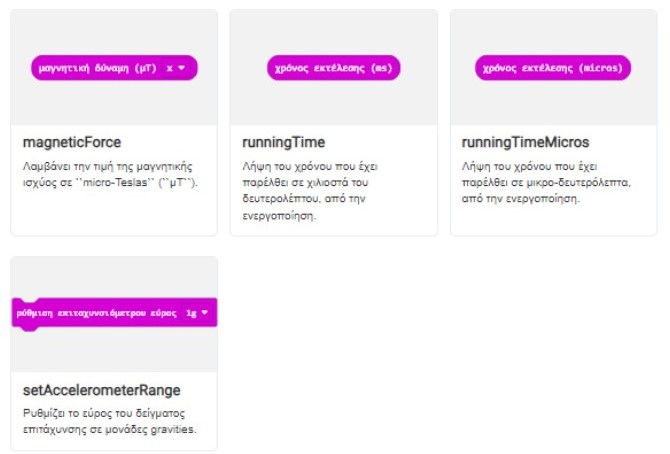 μαγνητική δύναμη (μT) x
χρόνος εκτέλεσης (ms)
χρόνος εκτέλεσης (micros)
magneticForce
Λαμβάνει την τιμή της μαγνητικής
ισχύος σε ``micro-Teslas`` (``μT``).
runningTime
Λήψη του χρόνου που έχει
παρέλθει σε χιλιοστά του
δευτερολέπτου, από την
ενεργοποίηση.
runningTimeMicros
Λήψη του χρόνου που έχει
παρέλθει σε μικρο-δευτερόλεπτα,
από την ενεργοποίηση.
ρύθμιση επιταχυνσιόμετρου εύρος 1g
setAccelerometerRange
Ρυθμίζει το εύρος του δείγματος
επιτάχυνσης σε μονάδες gravities.